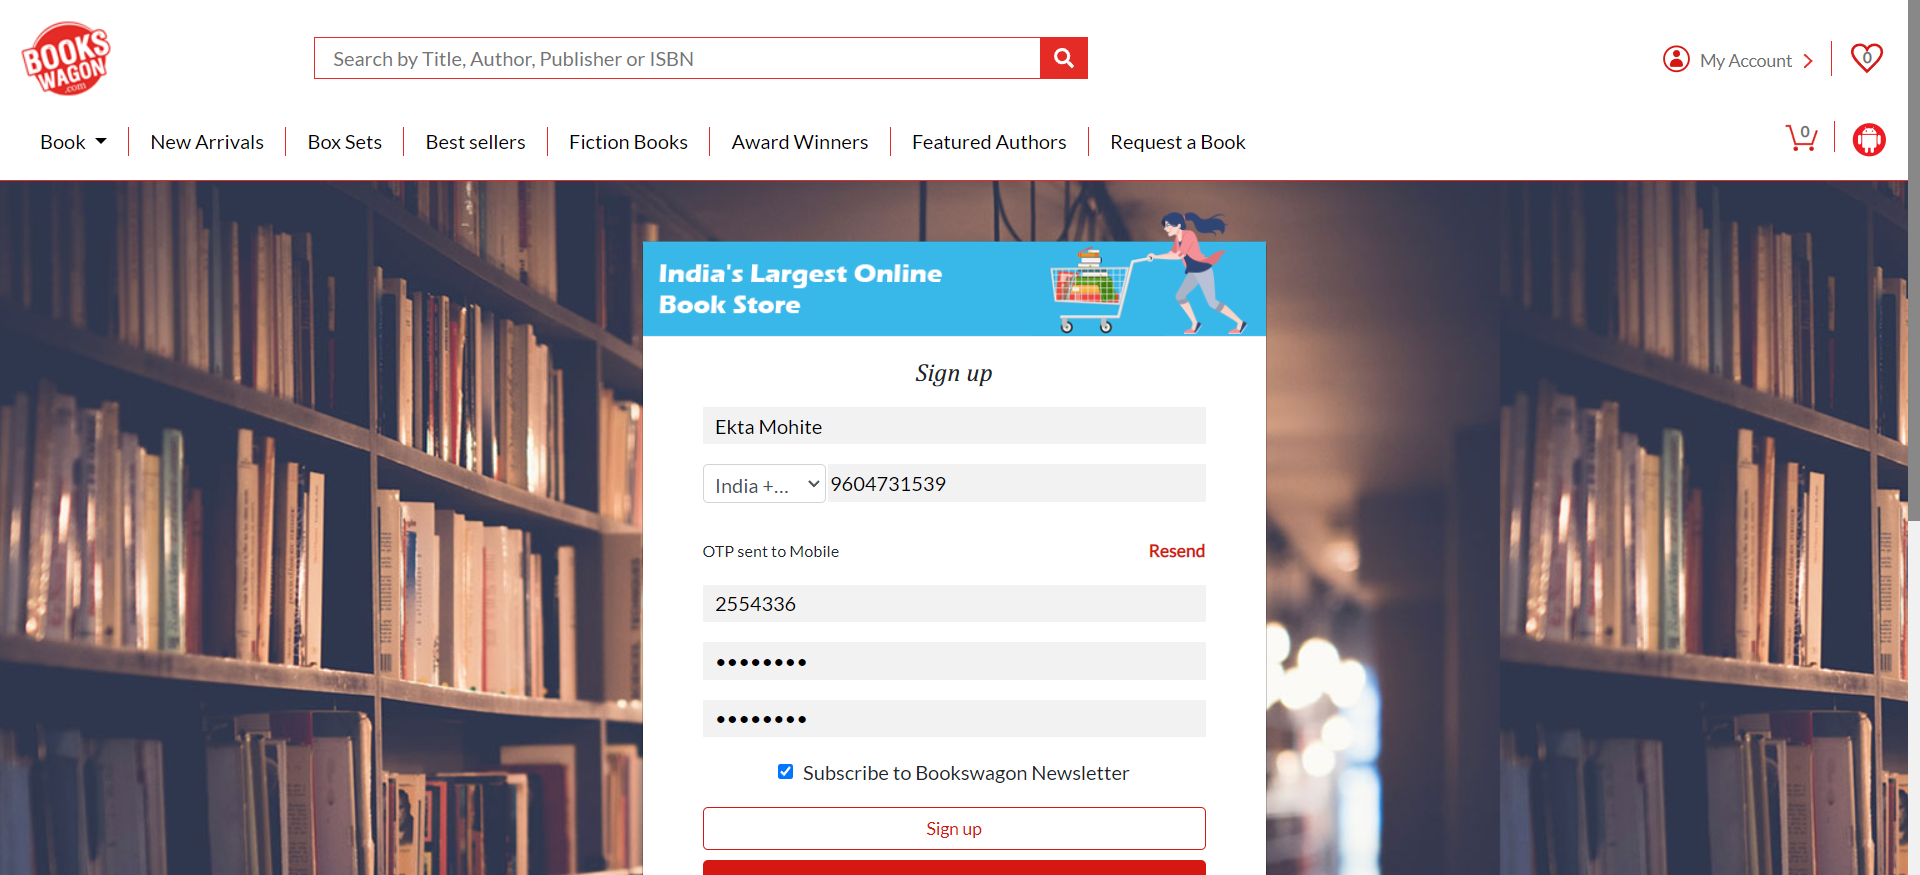 BOOKS
WAGON
.com
Search by Title, Author, Publisher or ISBN
My Account
0
Book
New Arrivals
Box Sets
Best sellers
Fiction Books
Award Winners
Featured Authors
Request a Book
0
India's Largest Online
Book Store
Sign up
Ekta Mohite
India +...
9604731539
OTP sent to Mobile
Resend
2554336
••••••••
••••••••
Subscribe to Bookswagon Newsletter
Sign up